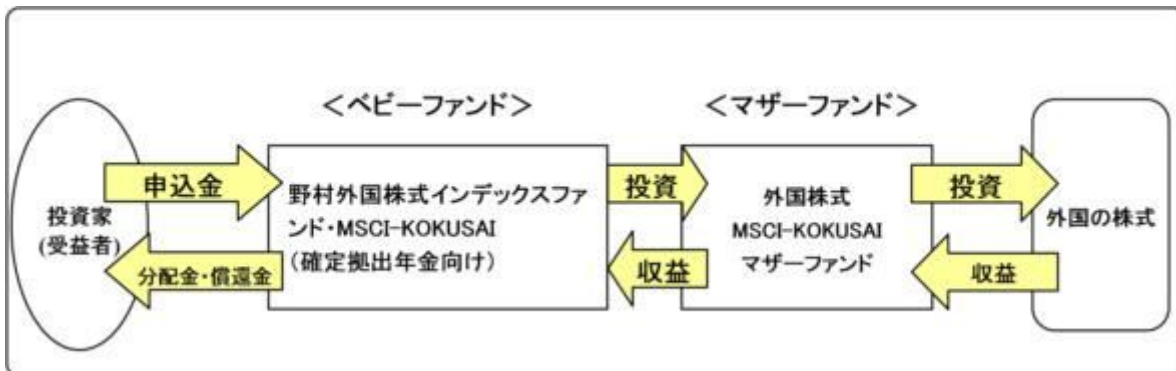 ＜ベビーファンド＞
＜マザーファンド＞
投資家
(受益者)
申込金
分配金・償還金
野村外国株式インデックスファ
ンド・MSCI-KOKUSAI
（確定拠出年金向け）
投資
収益
外国株式
MSCI-KOKUSAI
マザーファンド
投資
収益
外国の株式